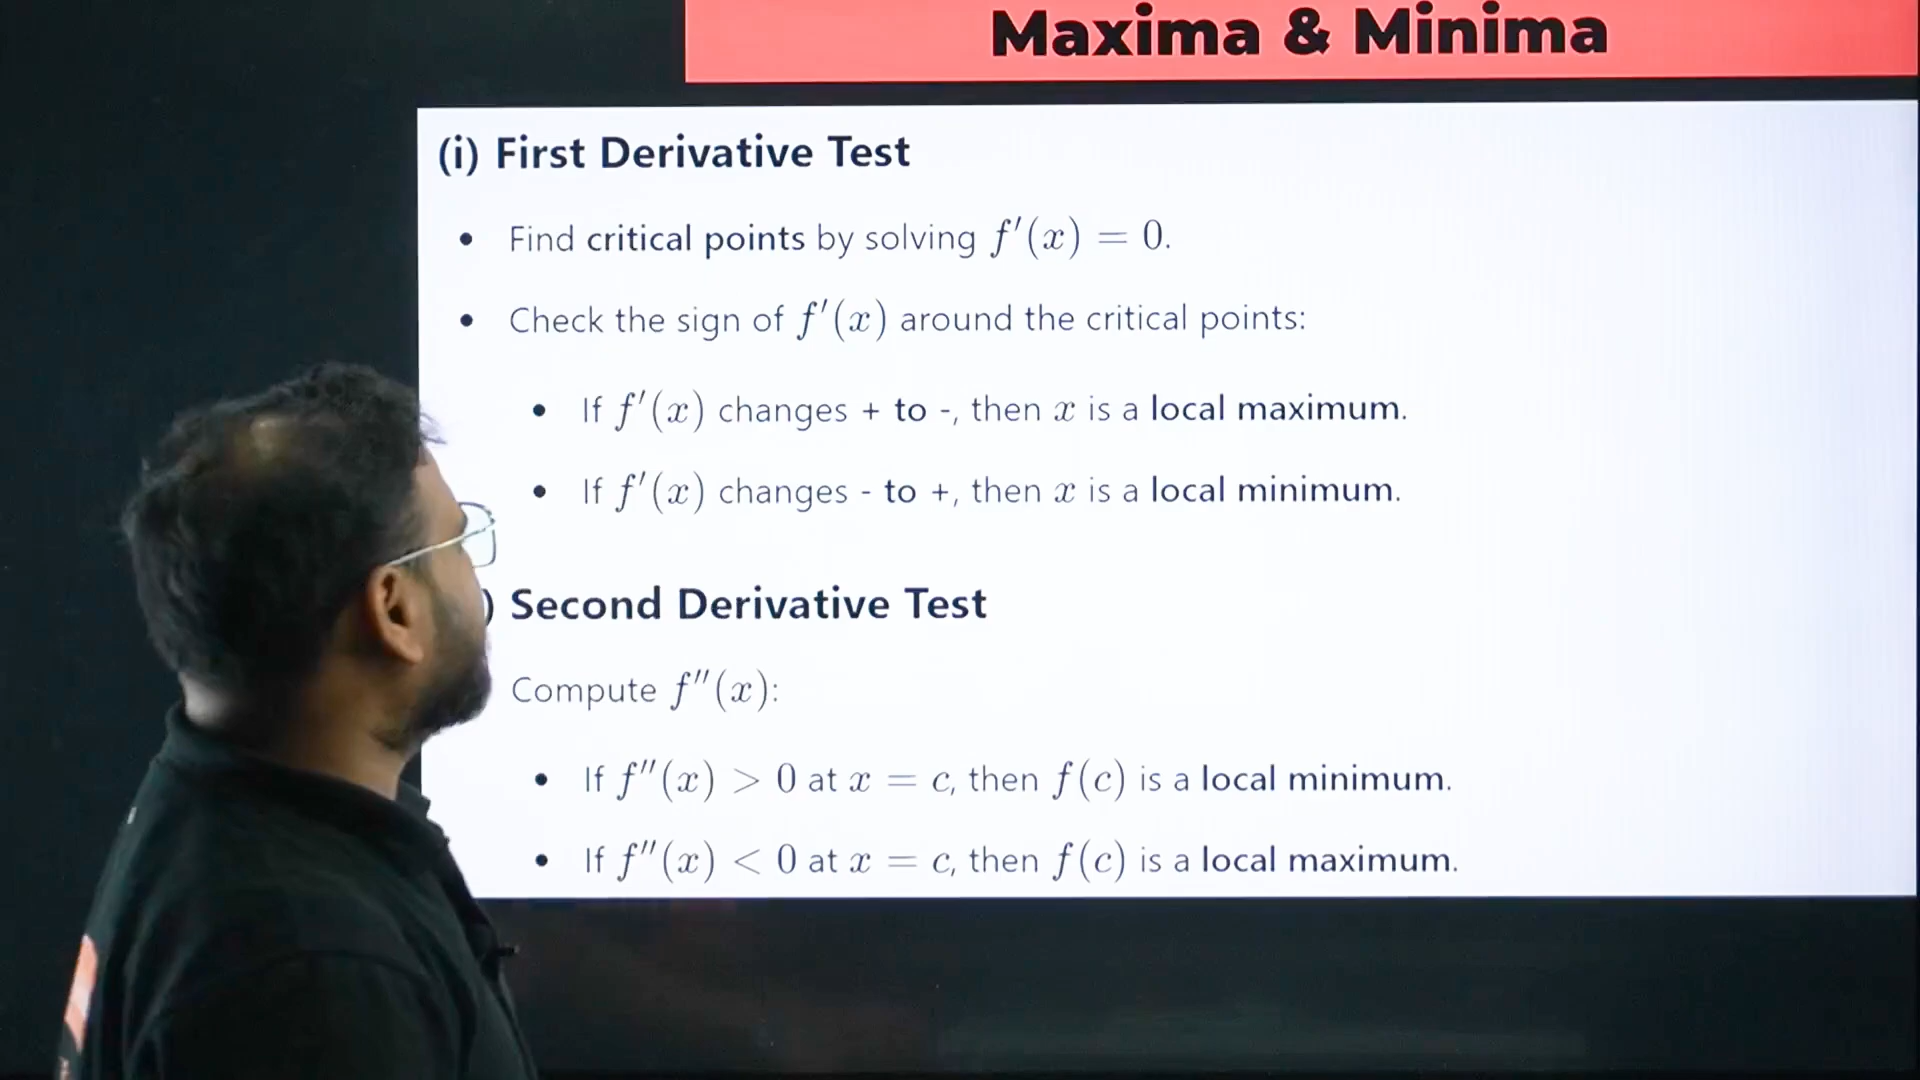 Maxima & Minima
(i) First Derivative Test
• Find critical points by solving f′(x) = 0.
• Check the sign of f′(x) around the critical points:
• If f′(x) changes + to -, then x is a local maximum.
• If f′(x) changes - to +, then x is a local minimum.
) Second Derivative Test
Compute f″(x):
• If f″(x) > 0 at x = c, then f(c) is a local minimum.
• If f″(x) < 0 at x = c, then f(c) is a local maximum.